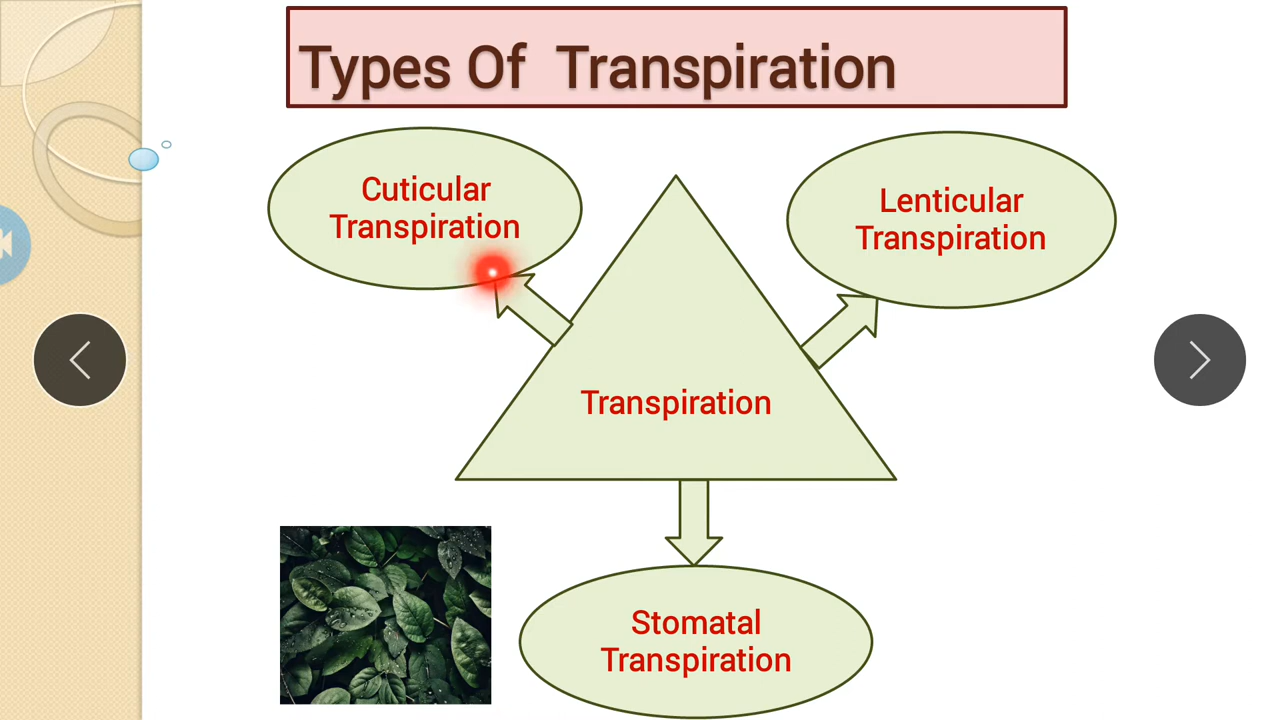 Types Of Transpiration
Cuticular
Transpiration
Lenticular
Transpiration
Transpiration
Stomatal
Transpiration